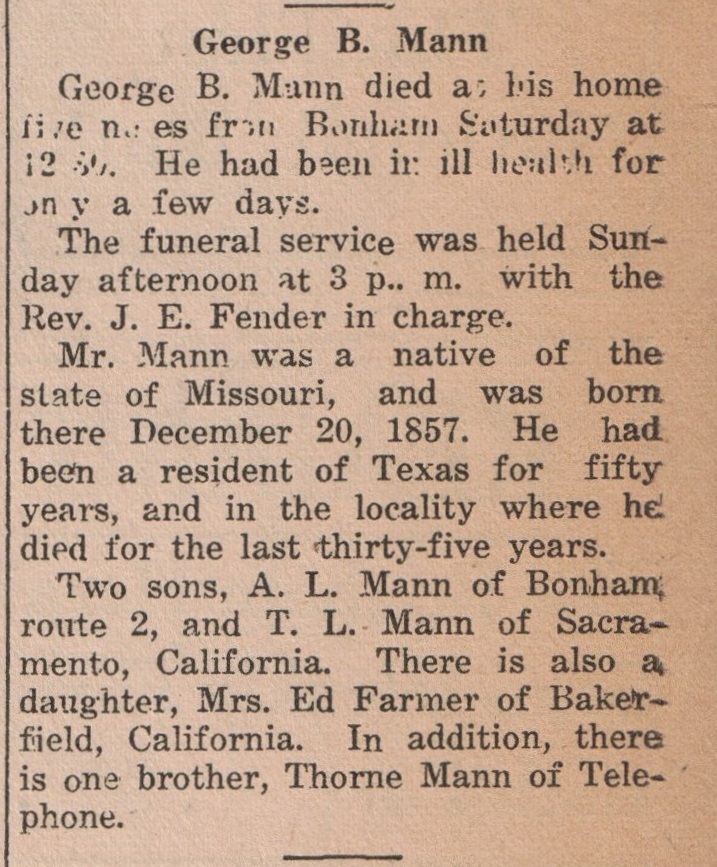 George B. Mann
George B. Mann died at his home
five from Bonham Saturday at
12 He had been in ill health for
only a few days.
The funeral service was held Sun-
day afternoon at 3 p.. m. with the
Rev. J. E. Fender in charge.
Mr. Mann was a native of the
state of Missouri, and was born
there December 20, 1857. He had
been a resident of Texas for fifty
years, and in the locality where he
died for the last thirty-five years.
Two sons, A. L. Mann of Bonham,
route 2, and T. L. Mann of Sacra-
mento, California. There is also a
daughter, Mrs. Ed Farmer of Baker-
field, California. In addition, there
is one brother, Thorne Mann of Tele-
phone.